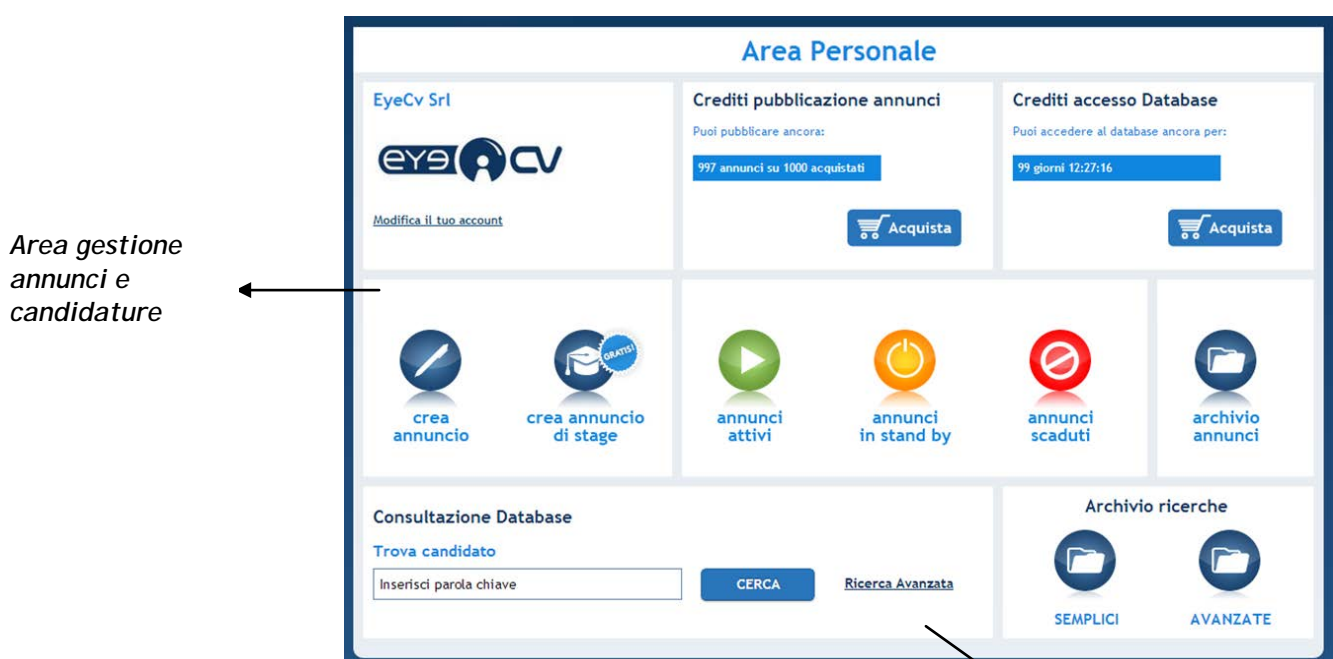 Area Personale
EyeCv Srl
Crediti pubblicazione annunci
Crediti accesso Database
Puoi pubblicare ancora:
Puoi accedere al database ancora per:
eye cv
997 annunci su 1000 acquistati
99 giorni 12:27:16
Modifica il tuo account
Acquista
Acquista
Area gestione
annunci e
candidature
GRATIS!
crea
annuncio
crea annuncio
di stage
annunci
attivi
annunci
in stand by
annunci
scaduti
archivio
annunci
Consultazione Database
Trova candidato
Inserisci parola chiave
CERCA
Ricerca Avanzata
Archivio ricerche
SEMPLICI
AVANZATE